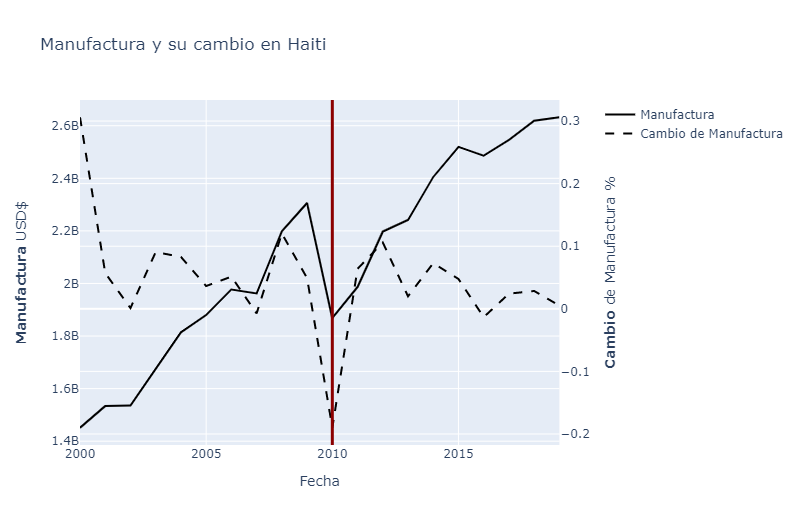 Manufactura y su cambio en Haiti
Manufactura
Cambio de Manufactura
2.6B
2.4B
2.2B
2B
1.8B
1.6B
1.4B
0.3
0.2
0.1
0
−0.1
−0.2
2000
2005
2010
2015
Fecha
Manufactura USD$
Cambio de Manufactura %